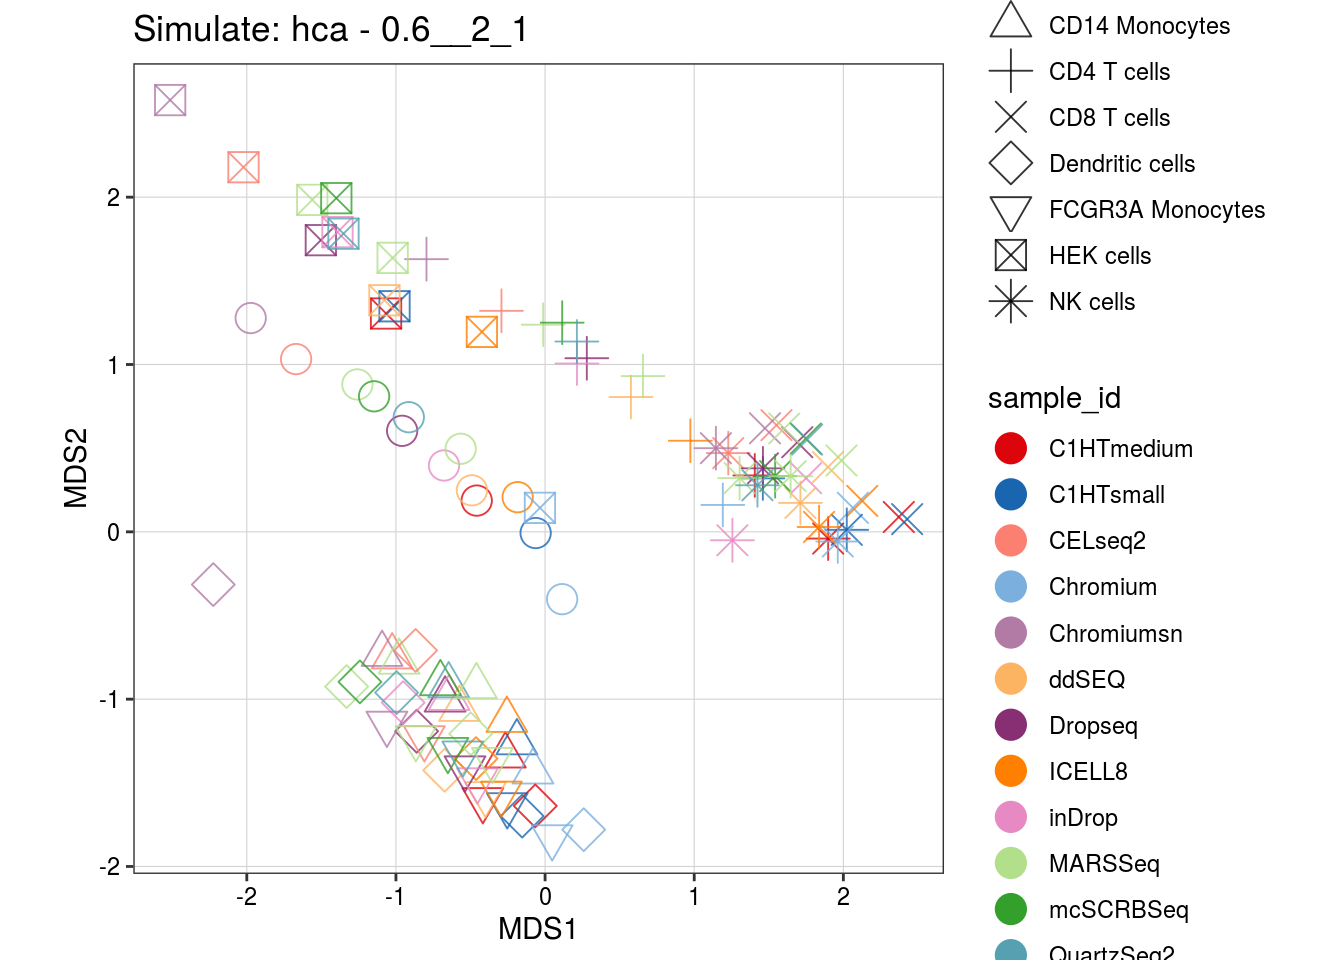 Simulate: hca - 0.6__2_1
CD14 Monocytes
CD4 T cells
CD8 T cells
Dendritic cells
FCGR3A Monocytes
HEK cells
NK cells
sample_id
C1HTmedium
C1HTsmall
CELseq2
Chromium
Chromiumsn
ddSEQ
Dropseq
ICELL8
inDrop
MARSSeq
mcSCRBSeq
QuartzSeq2
MDS2
2
1
0
-1
-2
-2
-1
0
1
2
MDS1